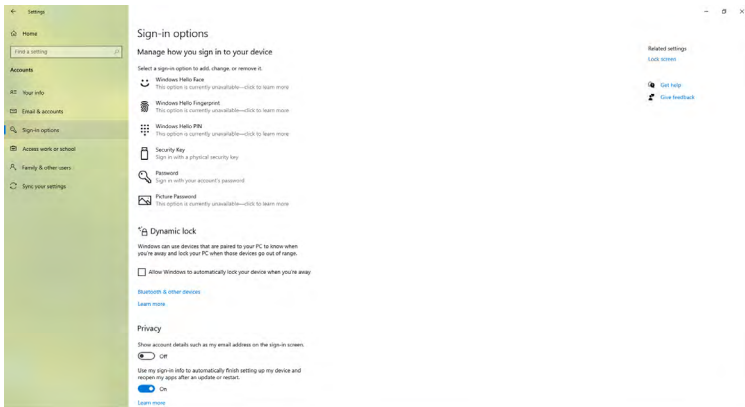 Settings
Home
Find a setting
Accounts
Your info
Email & accounts
Sign-in options
Access work or school
Family & other users
Sync your settings
Sign-in options
Manage how you sign in to your device
Select a sign-in option to add, change, or remove it.
Windows Hello Face
This option is currently unavailable—click to learn more
Windows Hello Fingerprint
This option is currently unavailable—click to learn more
Windows Hello PIN
This option is currently unavailable—click to learn more
Security Key
Sign in with a physical security key
Password
Sign in with your account's password
Picture Password
This option is currently unavailable—click to learn more
Dynamic lock
Windows can use devices that are paired to your PC to know when
you're away and lock your PC when those devices go out of range.
Allow Windows to automatically lock your device when you're away
Bluetooth & other devices
Learn more
Privacy
Show account details such as my email address on the sign-in screen.
Off
Use my sign-in info to automatically finish setting up my device and
reopen my apps after an update or restart.
On
Learn more
Related settings
Lock screen
Get help
Give feedback